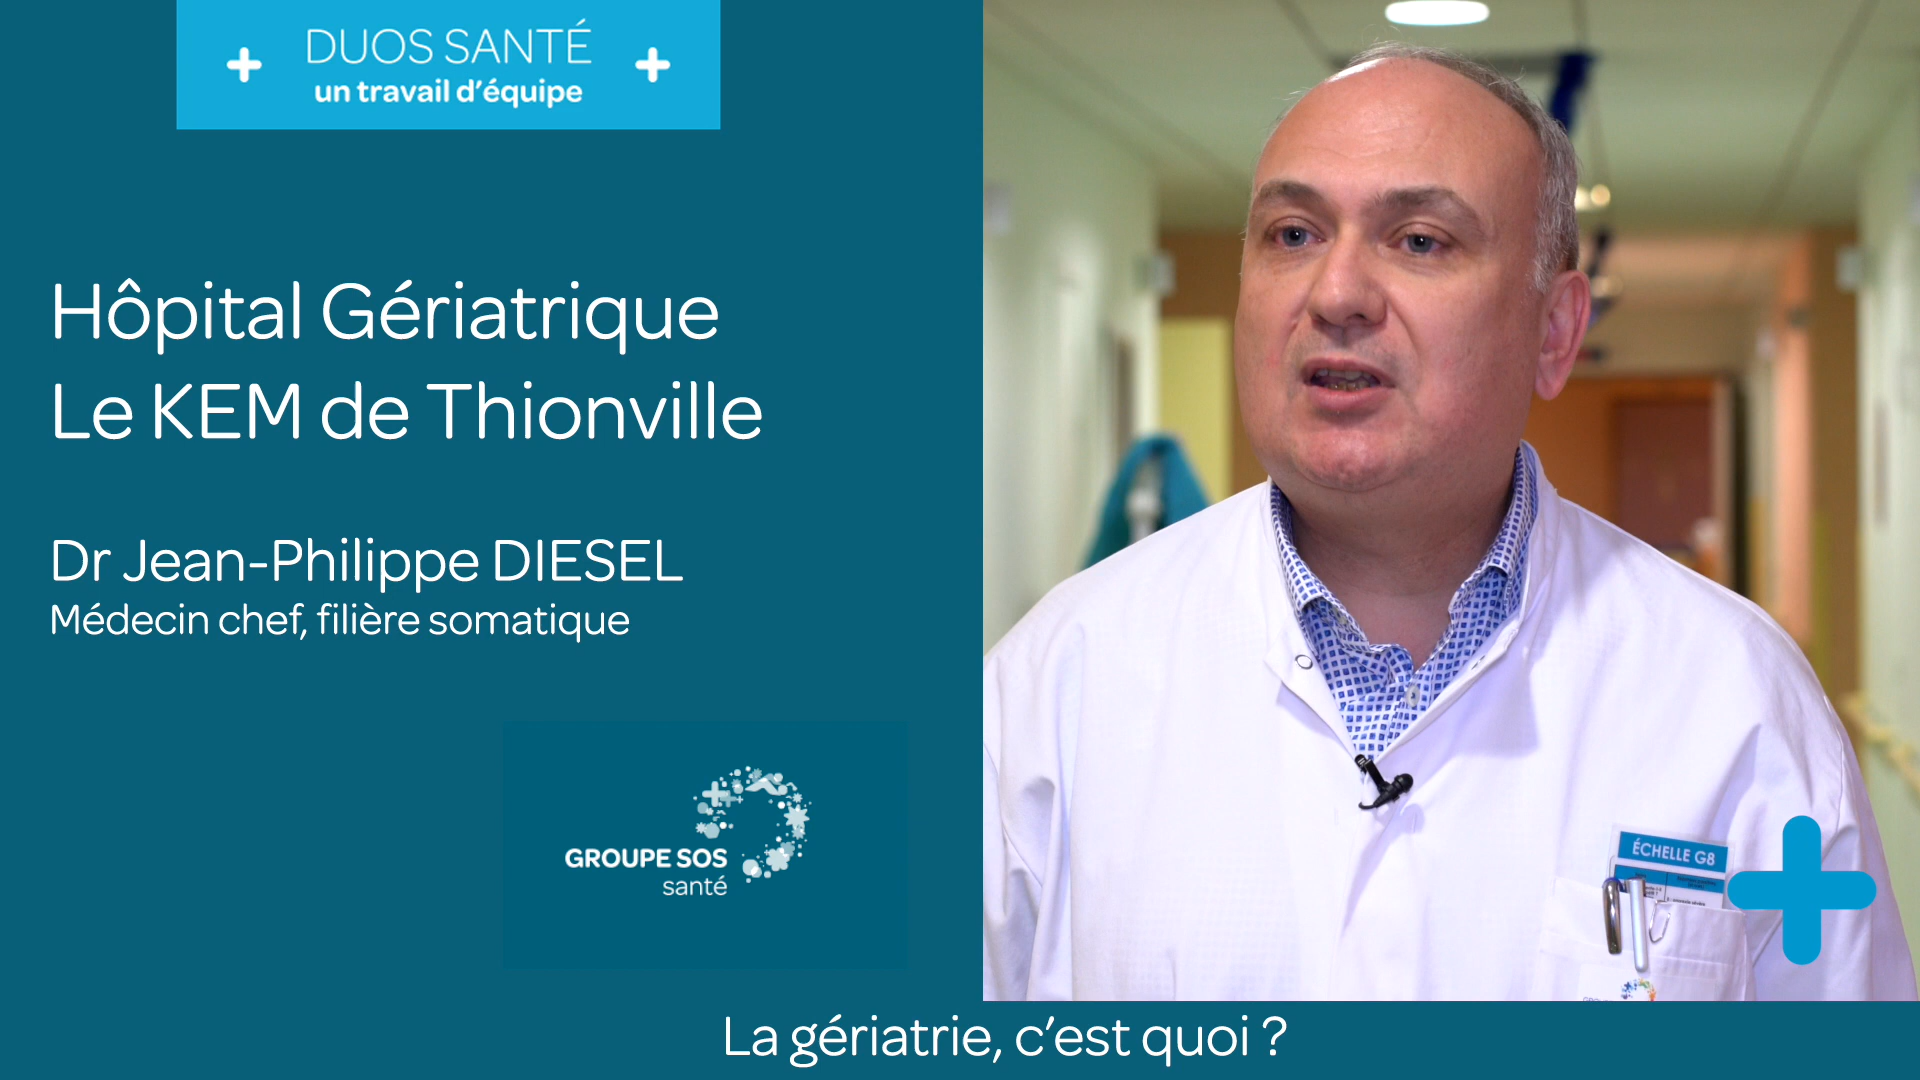 DUOS SANTÉ
un travail d'équipe
Hôpital Gériatrique
Le KEM de Thionville
Dr Jean-Philippe DIESEL
Médecin chef, filière somatique
GROUPE SOS
santé
ÉCHELLE G8
La gériatrie, c'est quoi ?